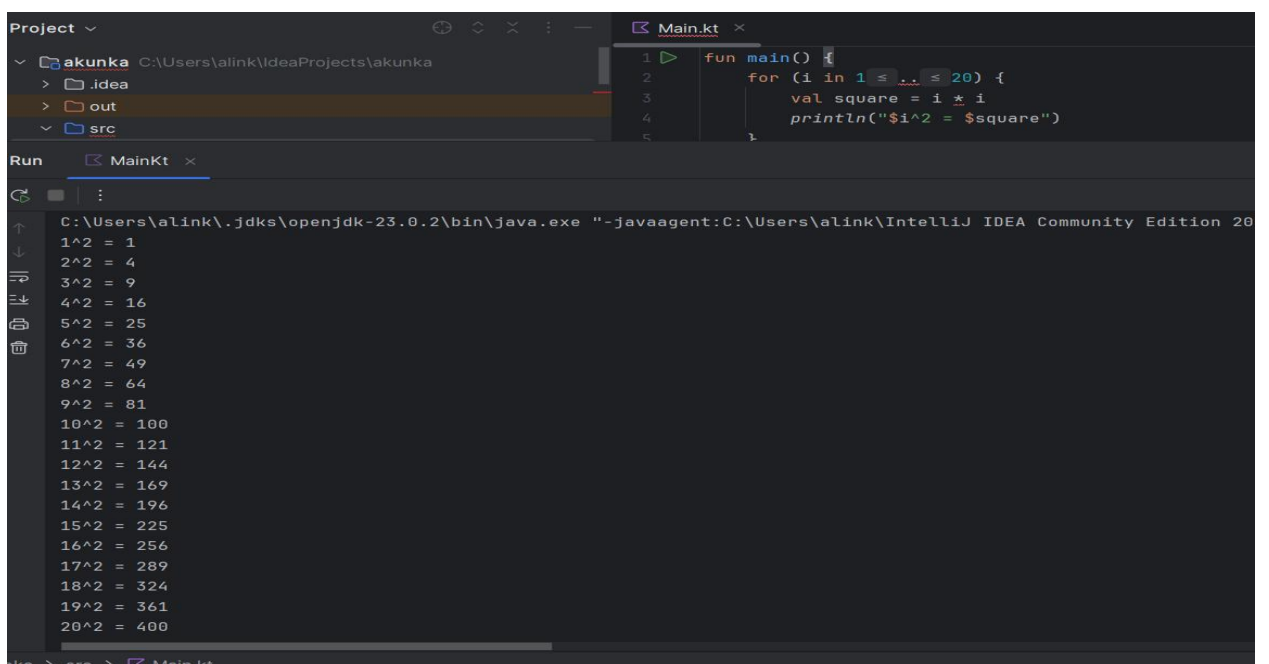 Project
akunka C:\Users\alink\IdeaProjects\akunka
.idea
out
src
Main.kt
1 fun main() {
2 for (i in 1 ≤ .. ≤ 20) {
3 val square = i * i
4 println("$i^2 = $square")
5 }
Run MainKt
C:\Users\alink\.jdks\openjdk-23.0.2\bin\java.exe "-javaagent:C:\Users\alink\IntelliJ IDEA Community Edition 20
1^2 = 1
2^2 = 4
3^2 = 9
4^2 = 16
5^2 = 25
6^2 = 36
7^2 = 49
8^2 = 64
9^2 = 81
10^2 = 100
11^2 = 121
12^2 = 144
13^2 = 169
14^2 = 196
15^2 = 225
16^2 = 256
17^2 = 289
18^2 = 324
19^2 = 361
20^2 = 400